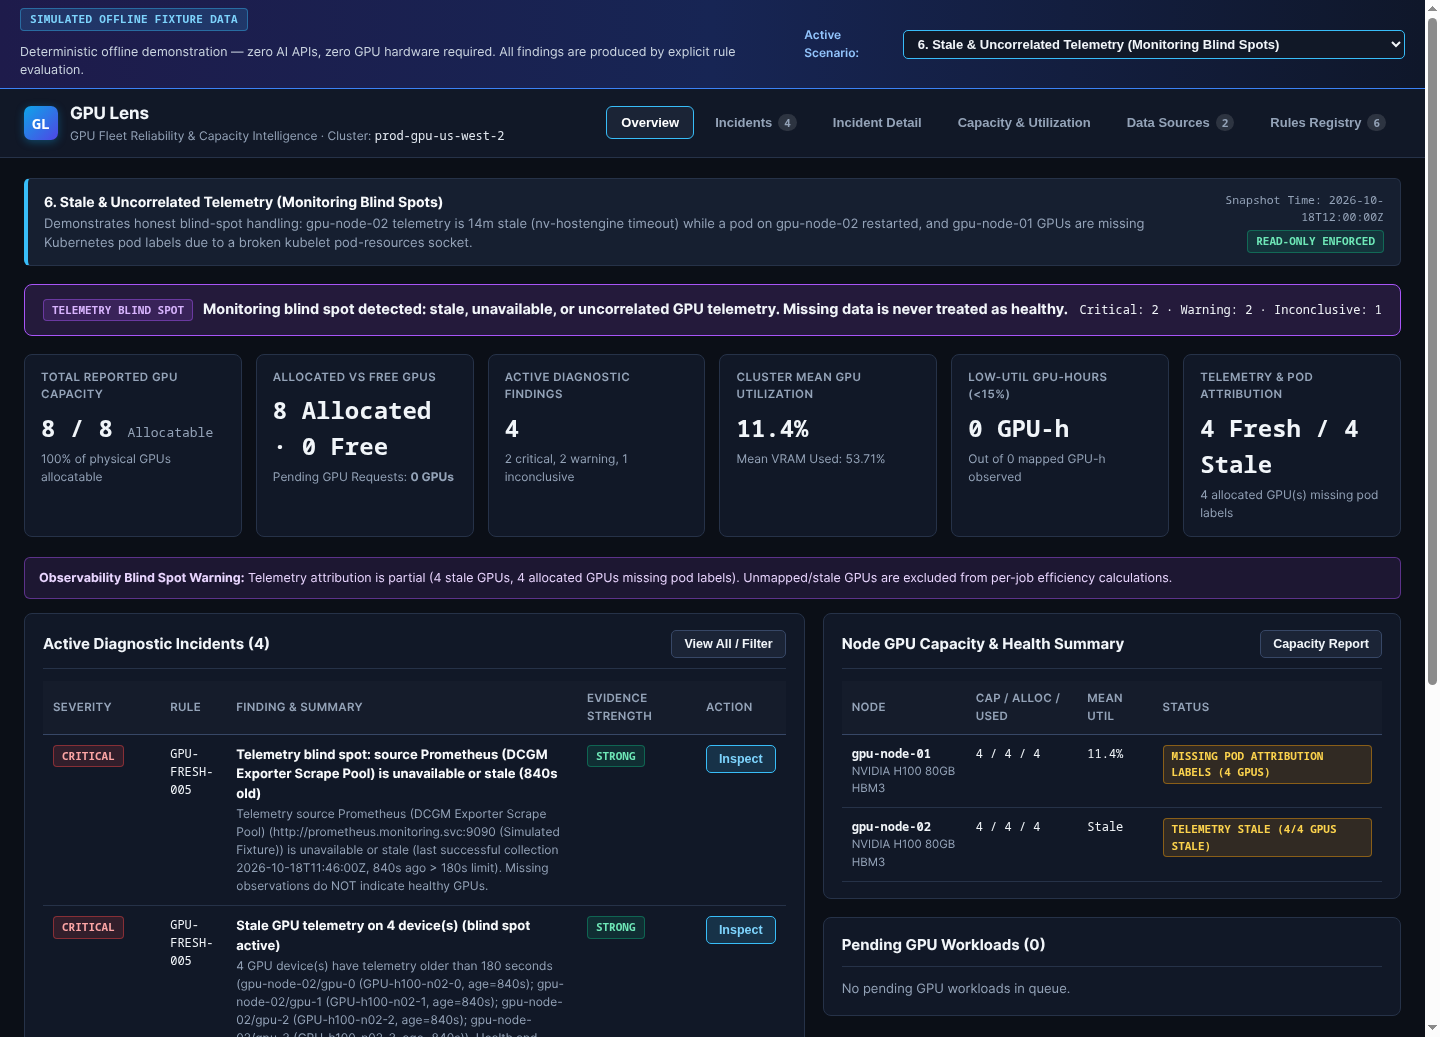 SIMULATED OFFLINE FIXTURE DATA
Deterministic offline demonstration — zero AI APIs, zero GPU hardware required. All findings are produced by explicit rule
evaluation.
Active
Scenario:
6. Stale & Uncorrelated Telemetry (Monitoring Blind Spots)
GL
GPU Lens
GPU Fleet Reliability & Capacity Intelligence · Cluster: prod-gpu-us-west-2
Overview
Incidents 4
Incident Detail
Capacity & Utilization
Data Sources 2
Rules Registry 6
6. Stale & Uncorrelated Telemetry (Monitoring Blind Spots)
Demonstrates honest blind-spot handling: gpu-node-02 telemetry is 14m stale (nv-hostengine timeout) while a pod on gpu-node-02 restarted, and gpu-node-01 GPUs are missing
Kubernetes pod labels due to a broken kubelet pod-resources socket.
Snapshot Time: 2026-10-
18T12:00:00Z
READ-ONLY ENFORCED
TELEMETRY BLIND SPOT
Monitoring blind spot detected: stale, unavailable, or uncorrelated GPU telemetry. Missing data is never treated as healthy.
Critical: 2 · Warning: 2 · Inconclusive: 1
TOTAL REPORTED GPU
CAPACITY
8 / 8 Allocatable
100% of physical GPUs
allocatable
ALLOCATED VS FREE GPUS
8 Allocated
· 0 Free
Pending GPU Requests: 0 GPUs
ACTIVE DIAGNOSTIC
FINDINGS
4
2 critical, 2 warning, 1
inconclusive
CLUSTER MEAN GPU
UTILIZATION
11.4%
Mean VRAM Used: 53.71%
LOW-UTIL GPU-HOURS
(<15%)
0 GPU-h
Out of 0 mapped GPU-h
observed
TELEMETRY & POD
ATTRIBUTION
4 Fresh / 4
Stale
4 allocated GPU(s) missing pod
labels
Observability Blind Spot Warning: Telemetry attribution is partial (4 stale GPUs, 4 allocated GPUs missing pod labels). Unmapped/stale GPUs are excluded from per-job efficiency calculations.
Active Diagnostic Incidents (4)
View All / Filter
SEVERITY
RULE
FINDING & SUMMARY
EVIDENCE
STRENGTH
ACTION
CRITICAL
GPU-
FRESH-
005
Telemetry blind spot: source Prometheus (DCGM
Exporter Scrape Pool) is unavailable or stale (840s
old)
Telemetry source Prometheus (DCGM Exporter Scrape
Pool) (http://prometheus.monitoring.svc:9090 (Simulated
Fixture)) is unavailable or stale (last successful collection
2026-10-18T11:46:00Z, 840s ago > 180s limit). Missing
observations do NOT indicate healthy GPUs.
STRONG
Inspect
CRITICAL
GPU-
FRESH-
005
Stale GPU telemetry on 4 device(s) (blind spot
active)
4 GPU device(s) have telemetry older than 180 seconds
(gpu-node-02/gpu-0 (GPU-h100-n02-0, age=840s); gpu-
node-02/gpu-1 (GPU-h100-n02-1, age=840s); gpu-node-
02/gpu-2 (GPU-h100-n02-2, age=840s); gpu-node-
STRONG
Inspect
Node GPU Capacity & Health Summary
Capacity Report
NODE
CAP / ALLOC /
USED
MEAN
UTIL
STATUS
gpu-node-01
NVIDIA H100 80GB
HBM3
4 / 4 / 4
11.4%
MISSING POD ATTRIBUTION
LABELS (4 GPUS)
gpu-node-02
NVIDIA H100 80GB
HBM3
4 / 4 / 4
Stale
TELEMETRY STALE (4/4 GPUS
STALE)
Pending GPU Workloads (0)
No pending GPU workloads in queue.